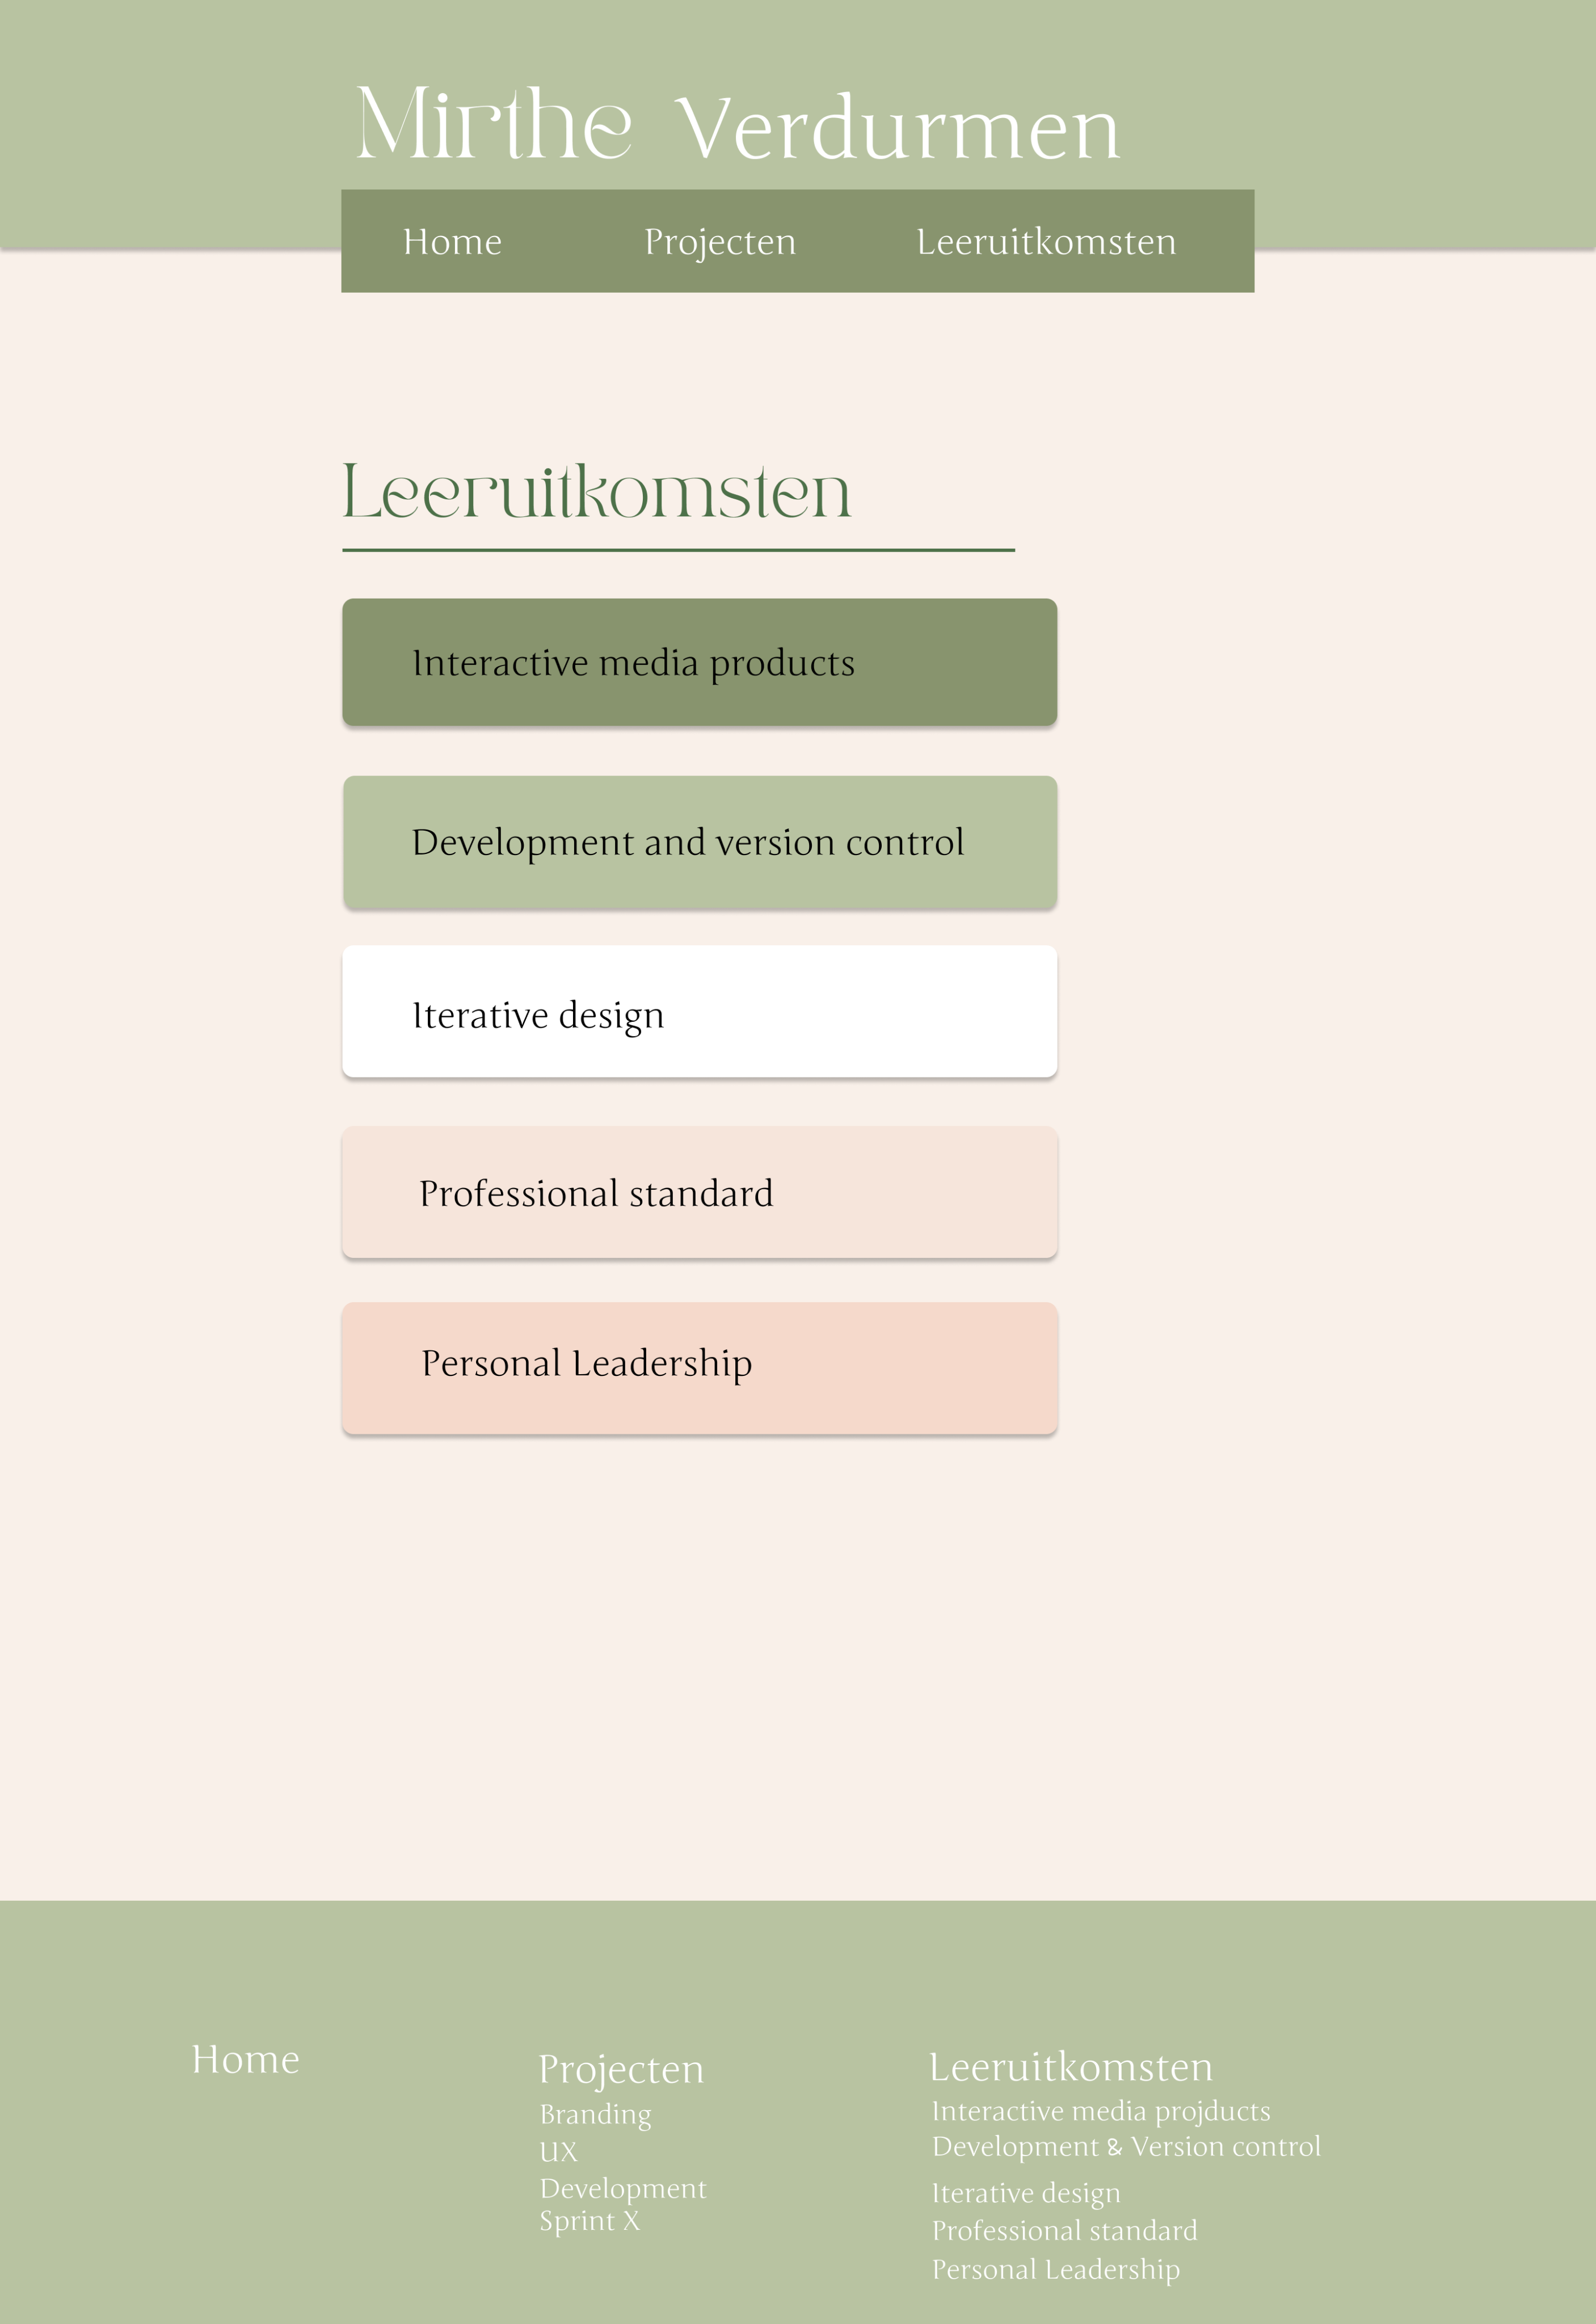 Mirthe Verdurmen
Home Projecten Leeruitkomsten
Leeruitkomsten
Interactive media products
Development and version control
Iterative design
Professional standard
Personal Leadership
Home
Projecten
Branding
UX
Development
Sprint X
Leeruitkomsten
Interactive media projducts
Development & Version control
Iterative design
Professional standard
Personal Leadership